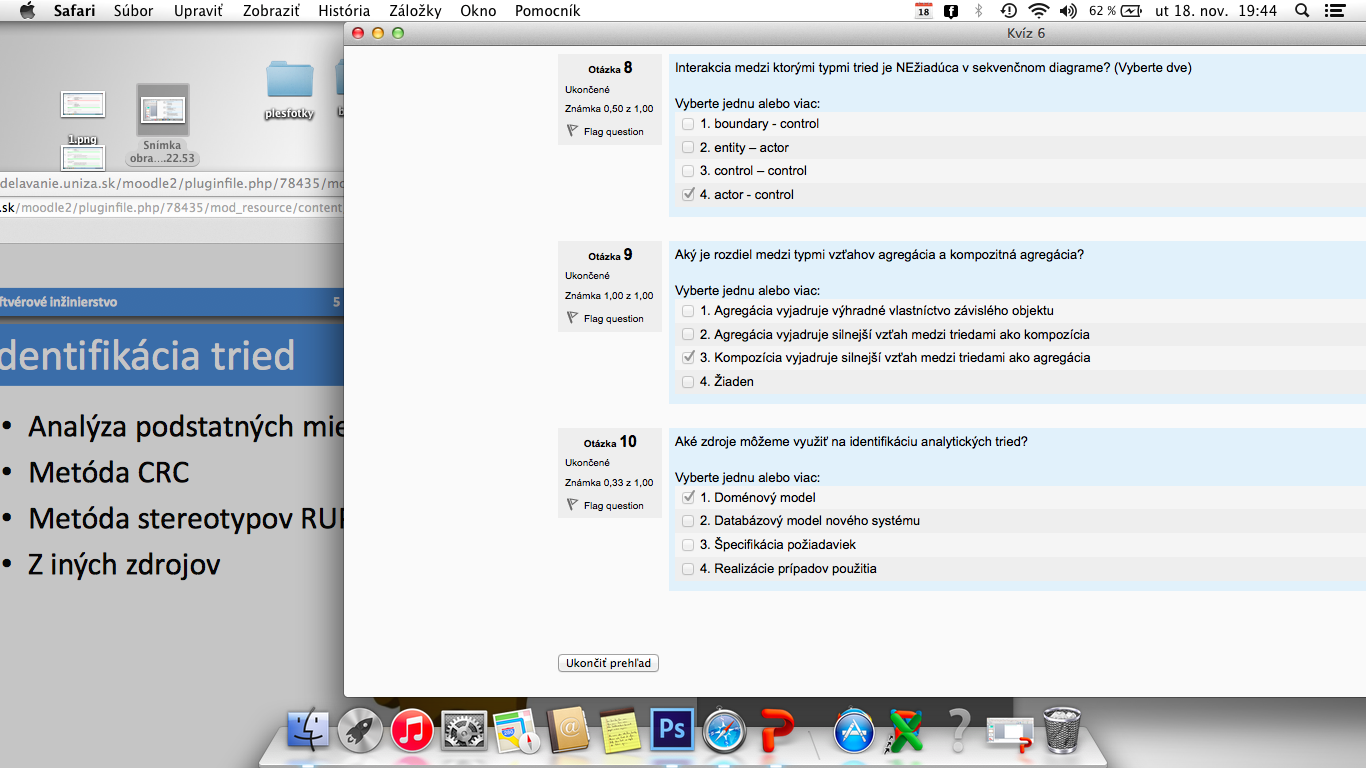 Safari Súbor Upraviť Zobraziť História Záložky Okno Pomocník 18 62 % ut 18. nov. 19:44
Kvíz 6
plesfotky
1.png
Snímka
obra....22.53
delavanie.uniza.sk/moodle2/pluginfile.php/78435/mo
.sk/moodle2/pluginfile.php/78435/mod_resource/content
ftvérové inžinierstvo 5
dentifikácia tried
• Analýza podstatných mie
• Metóda CRC
• Metóda stereotypov RUP
• Z iných zdrojov
Otázka 8
Ukončené
Známka 0,50 z 1,00
Flag question
Interakcia medzi ktorými typmi tried je NEžiadúca v sekvenčnom diagrame? (Vyberte dve)
Vyberte jednu alebo viac:
1. boundary - control
2. entity – actor
3. control – control
4. actor - control
Otázka 9
Ukončené
Známka 1,00 z 1,00
Flag question
Aký je rozdiel medzi typmi vzťahov agregácia a kompozitná agregácia?
Vyberte jednu alebo viac:
1. Agregácia vyjadruje výhradné vlastníctvo závislého objektu
2. Agregácia vyjadruje silnejší vzťah medzi triedami ako kompozícia
3. Kompozícia vyjadruje silnejší vzťah medzi triedami ako agregácia
4. Žiaden
Otázka 10
Ukončené
Známka 0,33 z 1,00
Flag question
Aké zdroje môžeme využiť na identifikáciu analytických tried?
Vyberte jednu alebo viac:
1. Doménový model
2. Databázový model nového systému
3. Špecifikácia požiadaviek
4. Realizácie prípadov použitia
Ukončiť prehľad
Ps